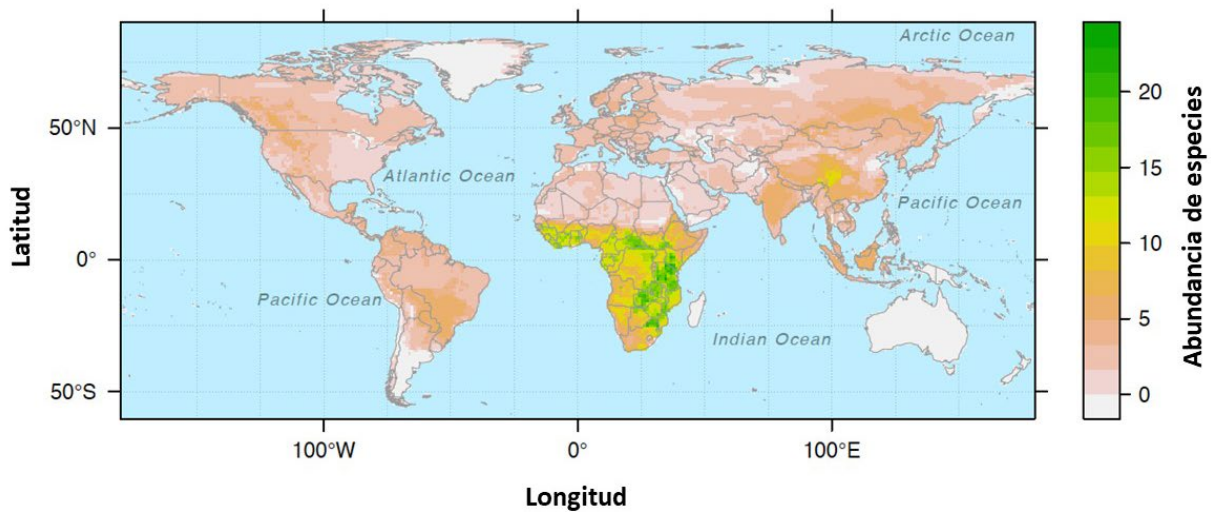 Arctic Ocean
20
50°N
Atlantic Ocean
15
Pacific Ocean
Latitud
0°
10
Abundancia de especies
Pacific Ocean
5
Indian Ocean
50°S
0
100°W
0°
100°E
Longitud